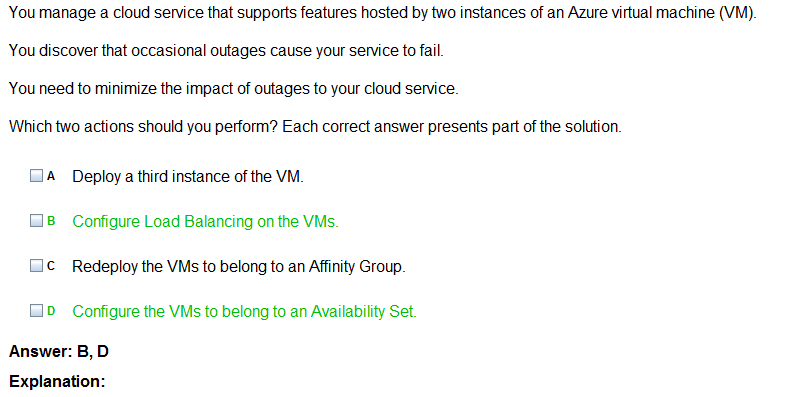 You manage a cloud service that supports features hosted by two instances of an Azure virtual machine (VM).
You discover that occasional outages cause your service to fail.
You need to minimize the impact of outages to your cloud service.
Which two actions should you perform? Each correct answer presents part of the solution.
A Deploy a third instance of the VM.
B Configure Load Balancing on the VMs.
C Redeploy the VMs to belong to an Affinity Group.
D Configure the VMs to belong to an Availability Set.
Answer: B, D
Explanation: